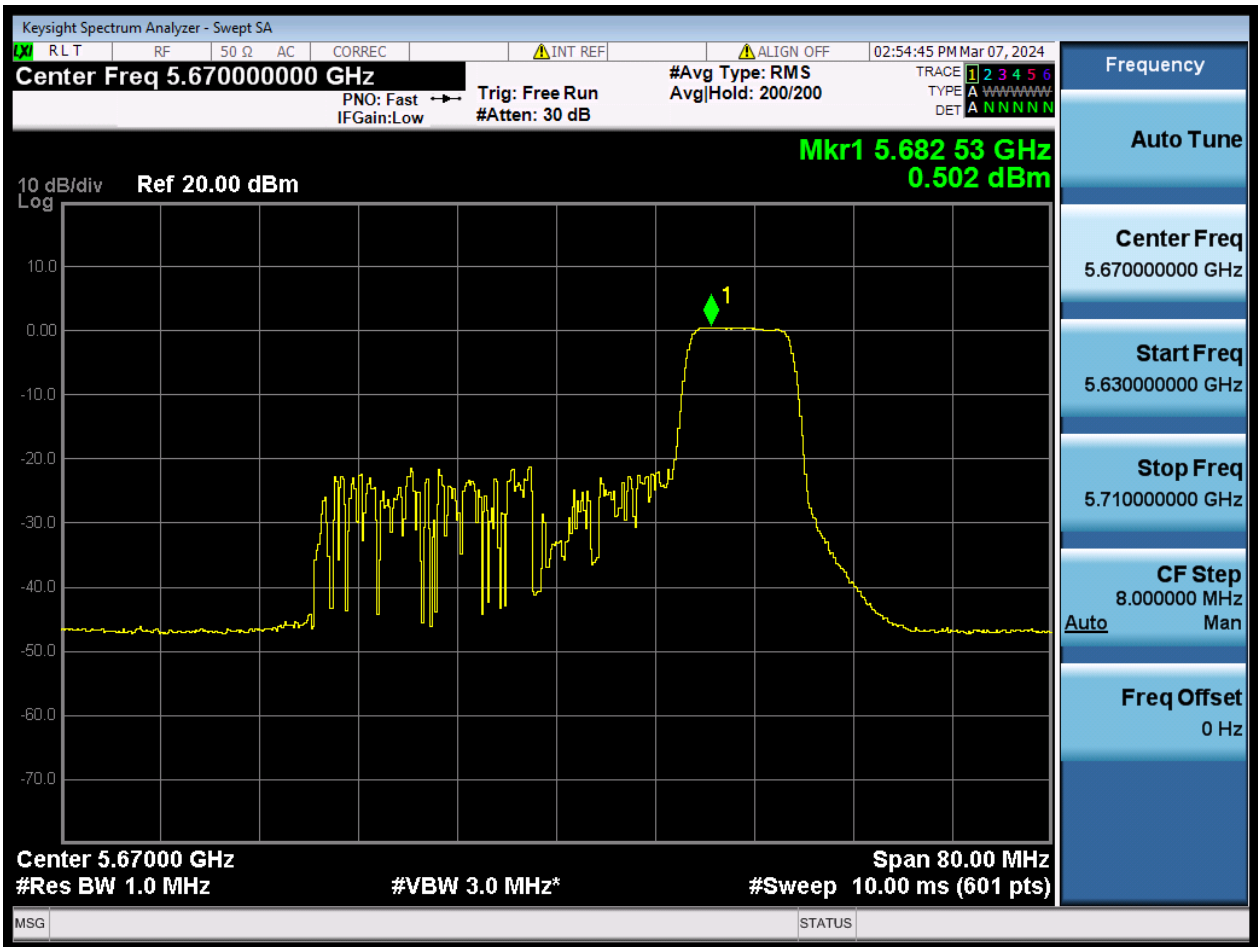 Keysight Spectrum Analyzer - Swept SA
LXI RLT RF 50 Ω AC CORREC INT REF ALIGN OFF 02:54:45 PM Mar 07, 2024
Center Freq 5.670000000 GHz
PNO: Fast
IFGain:Low
Trig: Free Run
#Atten: 30 dB
#Avg Type: RMS
Avg|Hold: 200/200
TRACE 1 2 3 4 5 6
TYPE A WWWWW
DET A N N N N N
Mkr1 5.682 53 GHz
0.502 dBm
10 dB/div Ref 20.00 dBm
Log
10.0
0.00
-10.0
-20.0
-30.0
-40.0
-50.0
-60.0
-70.0
1
Center 5.67000 GHz Span 80.00 MHz
#Res BW 1.0 MHz #VBW 3.0 MHz* #Sweep 10.00 ms (601 pts)
MSG STATUS
Frequency
Auto Tune
Center Freq
5.670000000 GHz
Start Freq
5.630000000 GHz
Stop Freq
5.710000000 GHz
CF Step
8.000000 MHz
Auto Man
Freq Offset
0 Hz